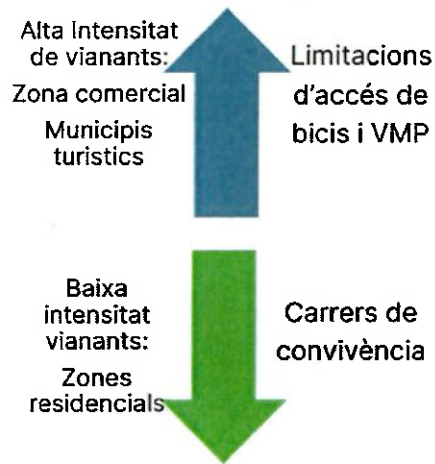 Alta Intensitat
de vianants:
Zona comercial
Municipis
turistics
Limitacions
d'accés de
bicis i VMP
Baixa
intensitat
vianants:
Zones
residencials
Carrers de
convivència